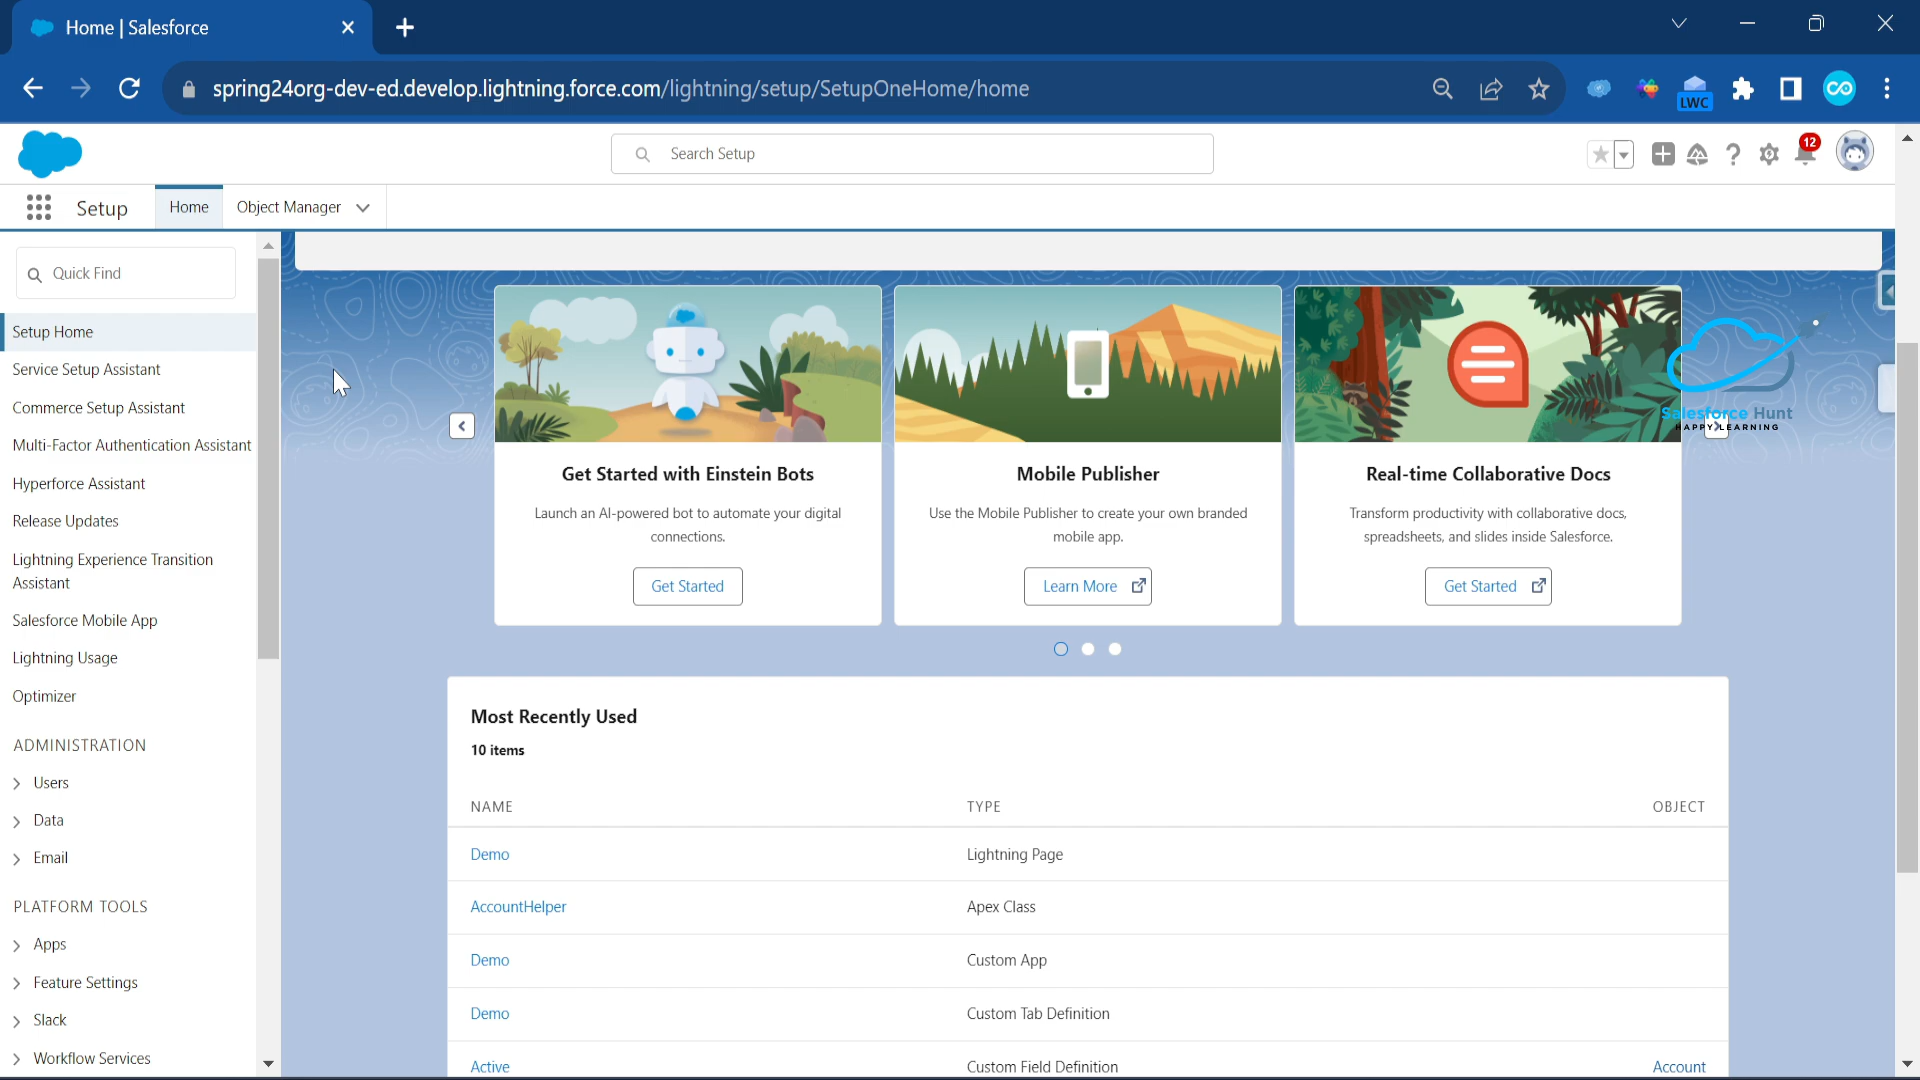 Home | Salesforce
spring24org-dev-ed.develop.lightning.force.com/lightning/setup/SetupOneHome/home
LWC
Search Setup
12
Setup
Home
Object Manager
Quick Find
Setup Home
Service Setup Assistant
Commerce Setup Assistant
Multi-Factor Authentication Assistant
Hyperforce Assistant
Release Updates
Lightning Experience Transition
Assistant
Salesforce Mobile App
Lightning Usage
Optimizer
ADMINISTRATION
Users
Data
Email
PLATFORM TOOLS
Apps
Feature Settings
Slack
Workflow Services
Get Started with Einstein Bots
Launch an AI-powered bot to automate your digital
connections.
Get Started
Mobile Publisher
Use the Mobile Publisher to create your own branded
mobile app.
Learn More
Real-time Collaborative Docs
Transform productivity with collaborative docs,
spreadsheets, and slides inside Salesforce.
Get Started
Salesforce Hunt
HAPPY LEARNING
Most Recently Used
10 items
NAME TYPE OBJECT
Demo Lightning Page
AccountHelper Apex Class
Demo Custom App
Demo Custom Tab Definition
Active Custom Field Definition Account